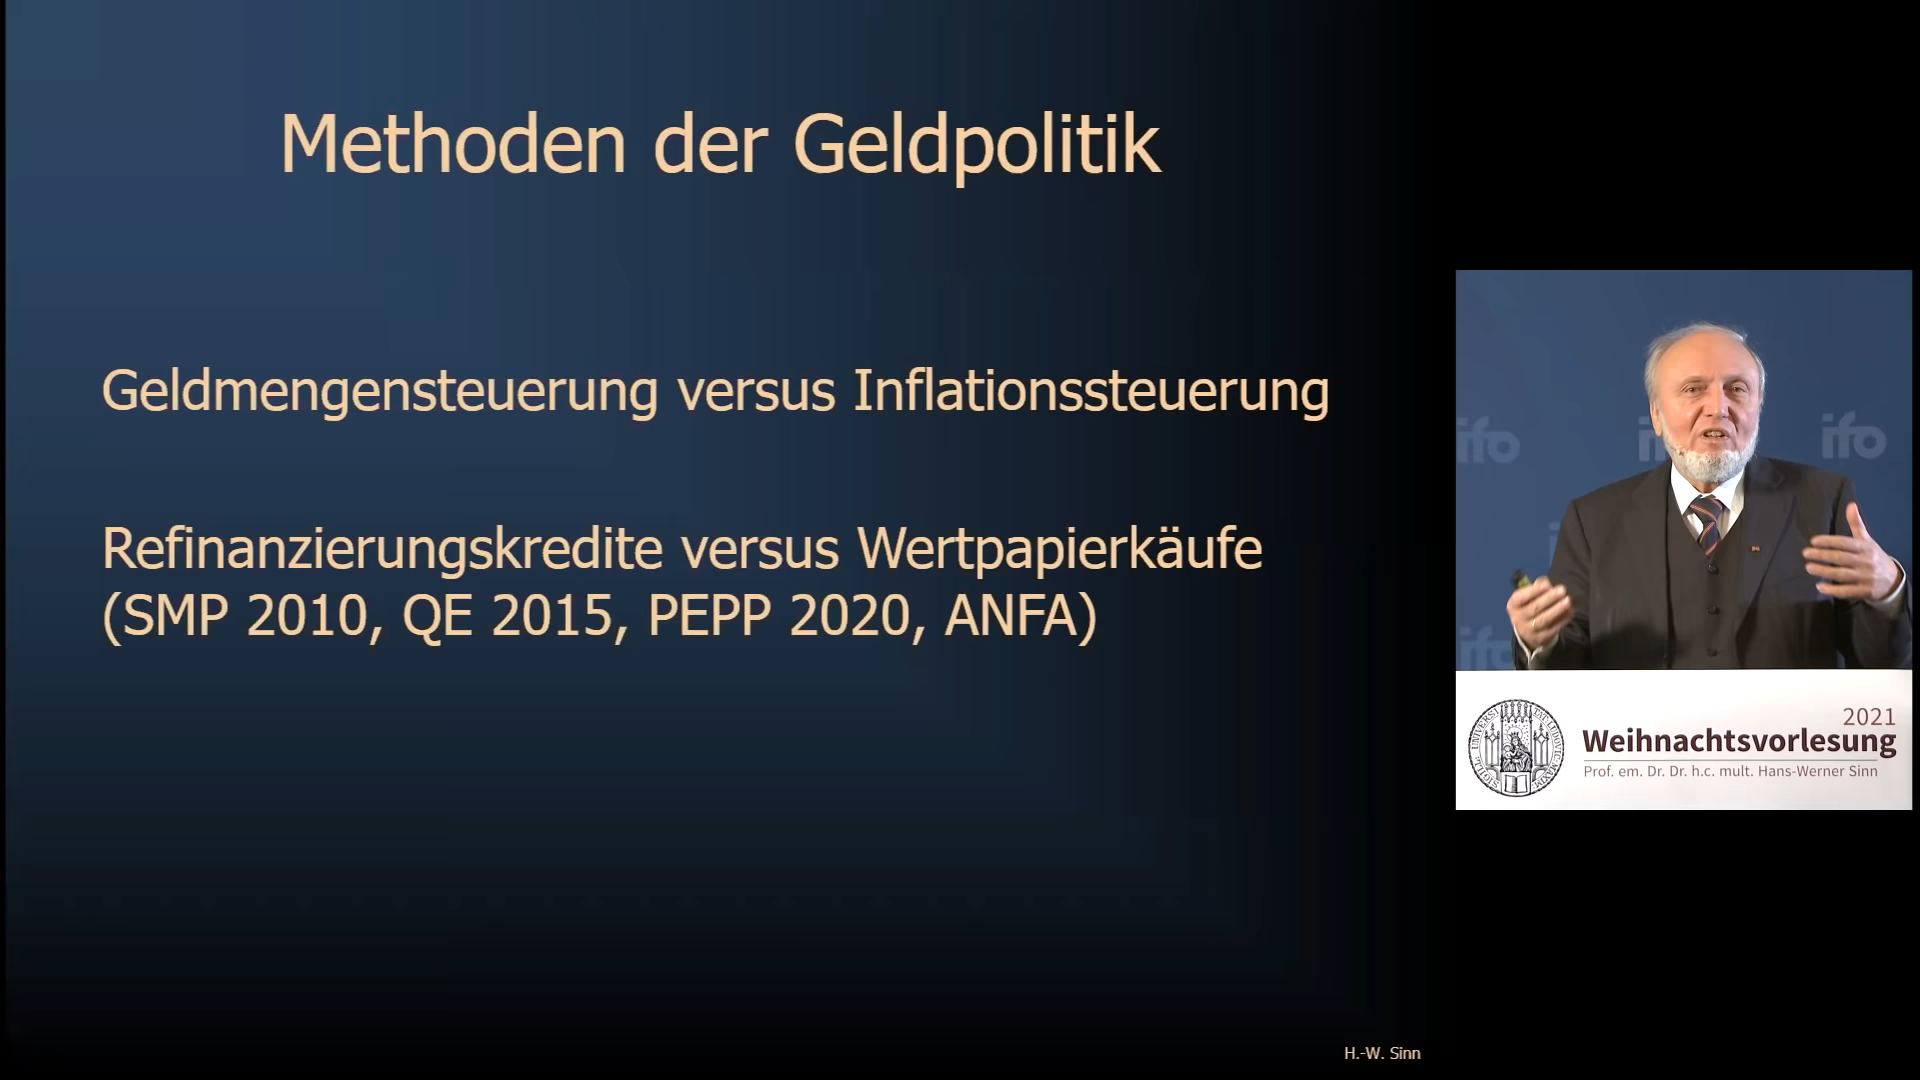 Methoden der Geldpolitik
Geldmengensteuerung versus Inflationssteuerung
Refinanzierungskredite versus Wertpapierkäufe
(SMP 2010, QE 2015, PEPP 2020, ANFA)
H.-W. Sinn
ifo
ifo
ifo
2021
Weihnachtsvorlesung
Prof. em. Dr. Dr. h.c. mult. Hans-Werner Sinn